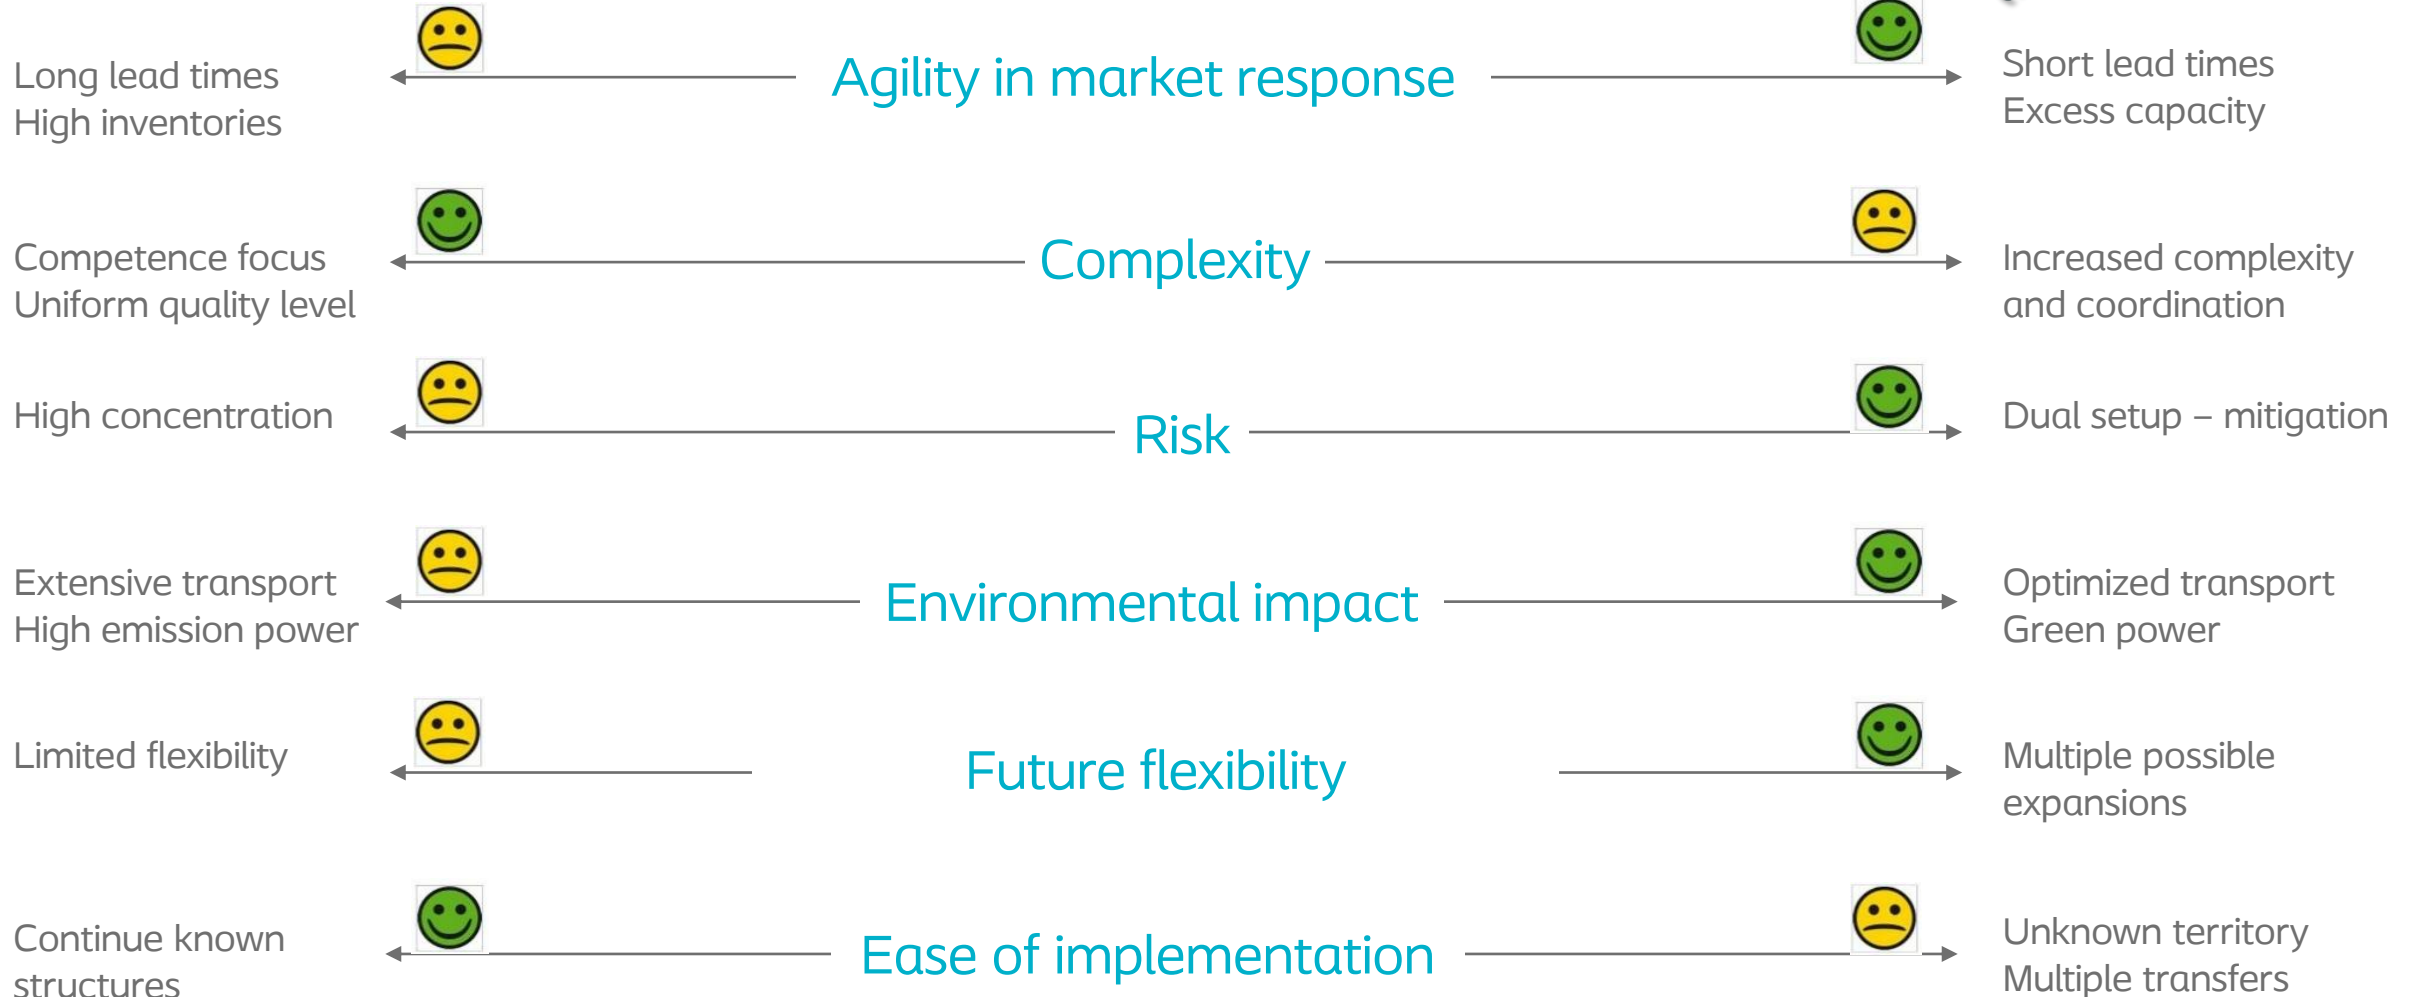 Long lead times
High inventories
Agility in market response
Short lead times
Excess capacity
Competence focus
Uniform quality level
Complexity
Increased complexity
and coordination
High concentration
Risk
Dual setup – mitigation
Extensive transport
High emission power
Environmental impact
Optimized transport
Green power
Limited flexibility
Future flexibility
Multiple possible
expansions
Continue known
structures
Ease of implementation
Unknown territory
Multiple transfers